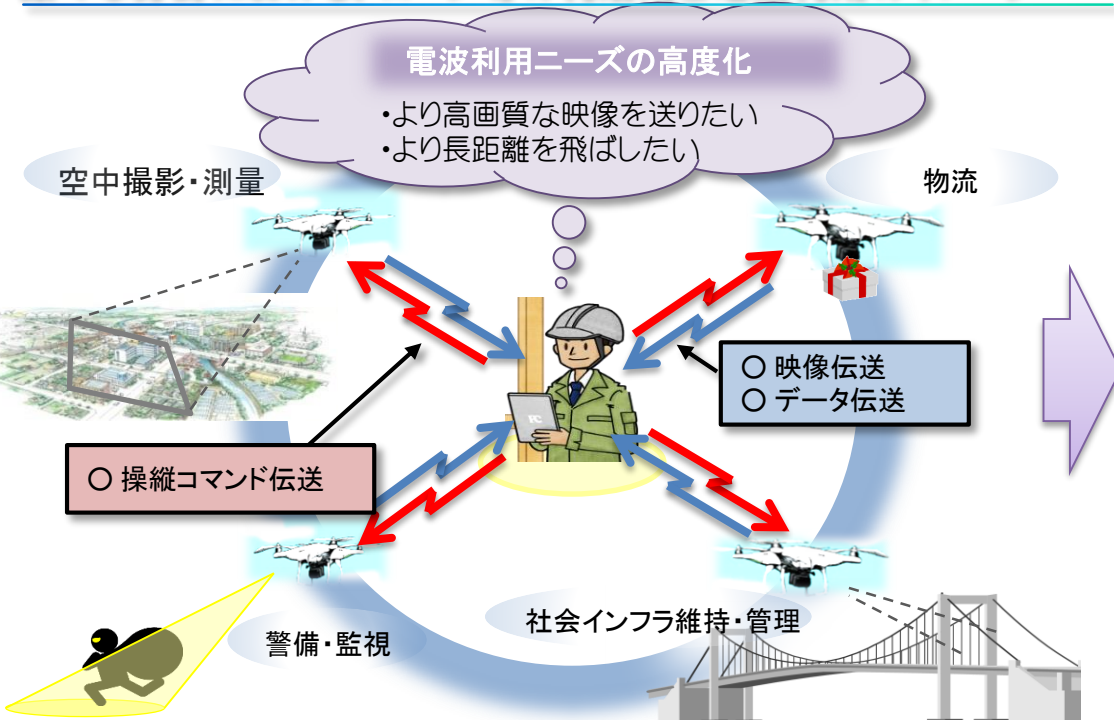 電波利用ニーズの高度化
・より高画質な映像を送りたい
・より長距離を飛ばしたい
空中撮影・測量
物流
○ 映像伝送
○ データ伝送
○ 操縦コマンド伝送
PC
警備・監視
社会インフラ維持・管理